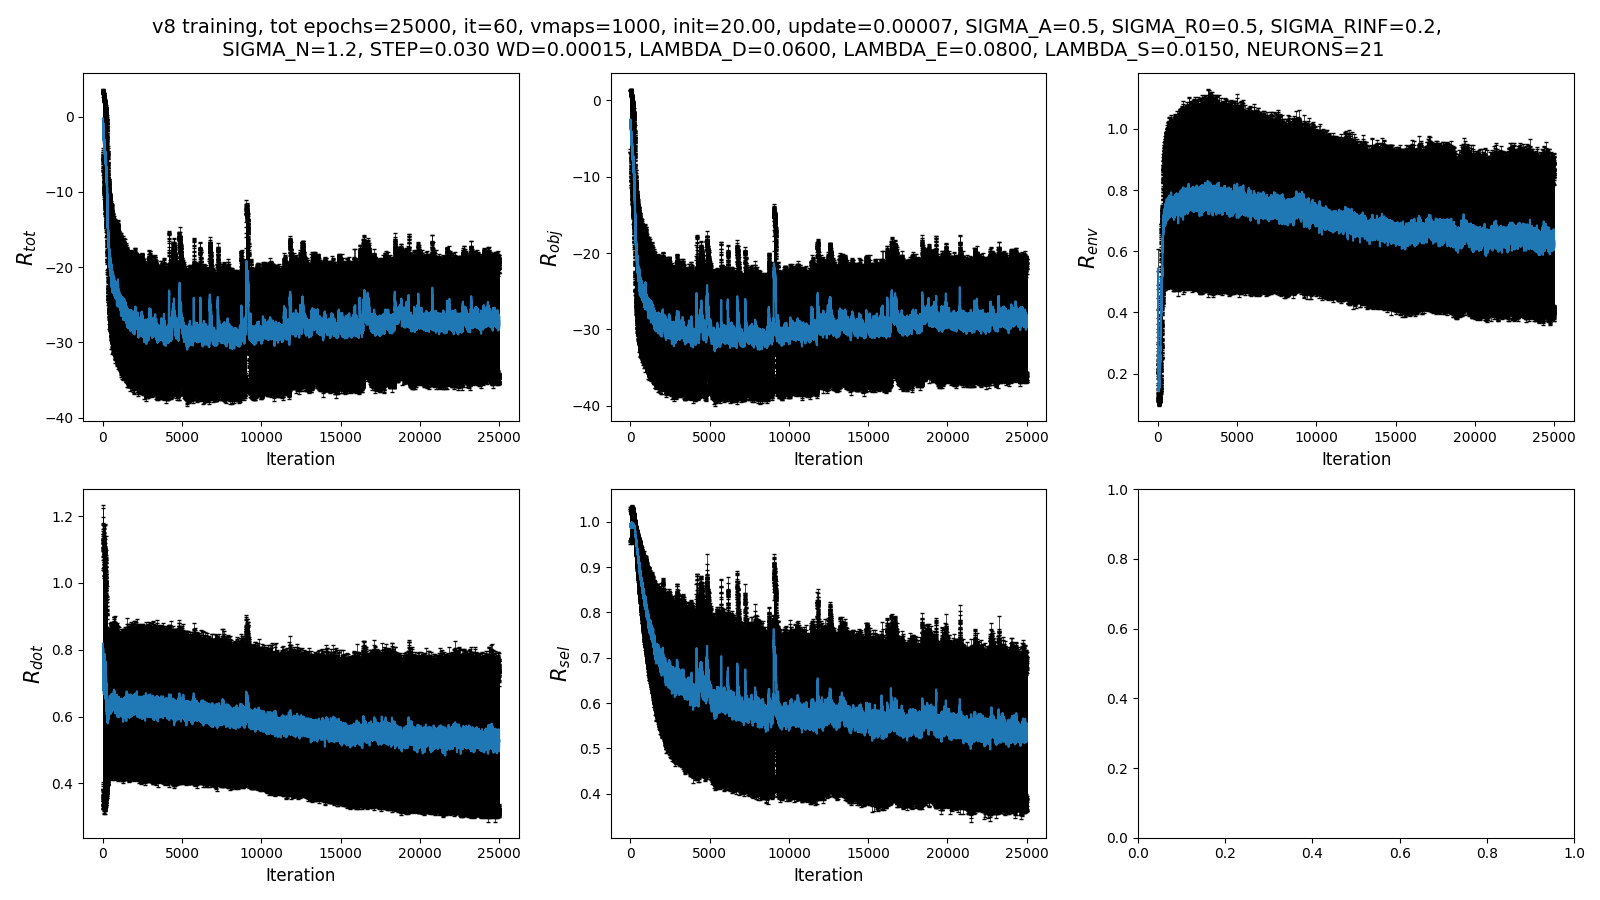 v8 training, tot epochs=25000, it=60, vmaps=1000, init=20.00, update=0.00007, SIGMA_A=0.5, SIGMA_R0=0.5, SIGMA_RINF=0.2,
SIGMA_N=1.2, STEP=0.030 WD=0.00015, LAMBDA_D=0.0600, LAMBDA_E=0.0800, LAMBDA_S=0.0150, NEURONS=21
R_tot
0
−10
−20
−30
−40
0 5000 10000 15000 20000 25000
Iteration
R_obj
0
−10
−20
−30
−40
0 5000 10000 15000 20000 25000
Iteration
R_env
1.0
0.8
0.6
0.4
0.2
0 5000 10000 15000 20000 25000
Iteration
R_dot
1.2
1.0
0.8
0.6
0.4
0 5000 10000 15000 20000 25000
Iteration
R_sel
1.0
0.9
0.8
0.7
0.6
0.5
0.4
0 5000 10000 15000 20000 25000
Iteration
1.0
0.8
0.6
0.4
0.2
0.0
0.0 0.2 0.4 0.6 0.8 1.0